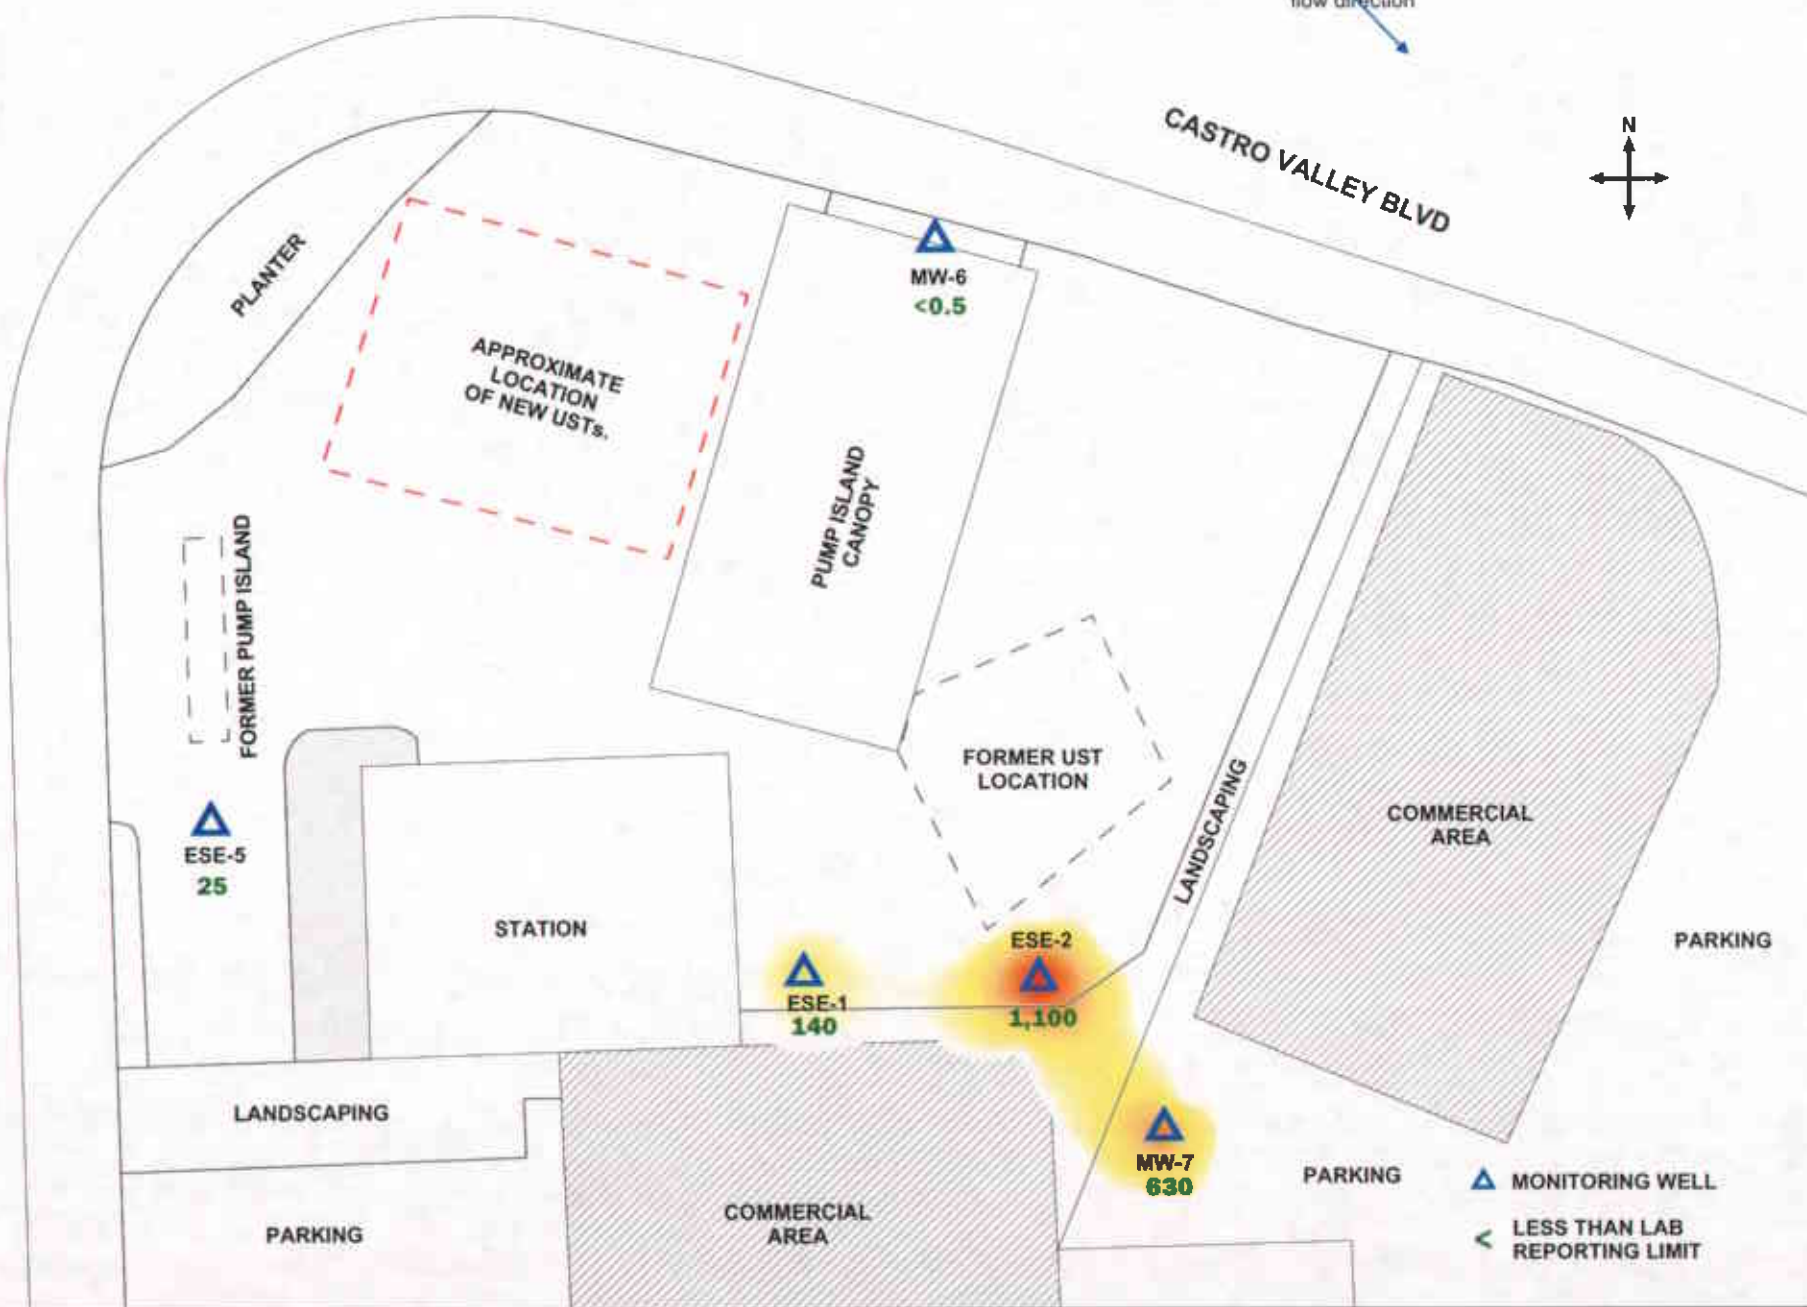 flow direction
CASTRO VALLEY BLVD
N
PLANTER
MW-6
<0.5
APPROXIMATE
LOCATION
OF NEW USTs.
PUMP ISLAND
CANOPY
FORMER PUMP ISLAND
FORMER UST
LOCATION
LANDSCAPING
COMMERCIAL
AREA
ESE-5
25
STATION
ESE-2
1,100
ESE-1
140
PARKING
LANDSCAPING
MW-7
630
PARKING
PARKING
COMMERCIAL
AREA
MONITORING WELL
< LESS THAN LAB
REPORTING LIMIT